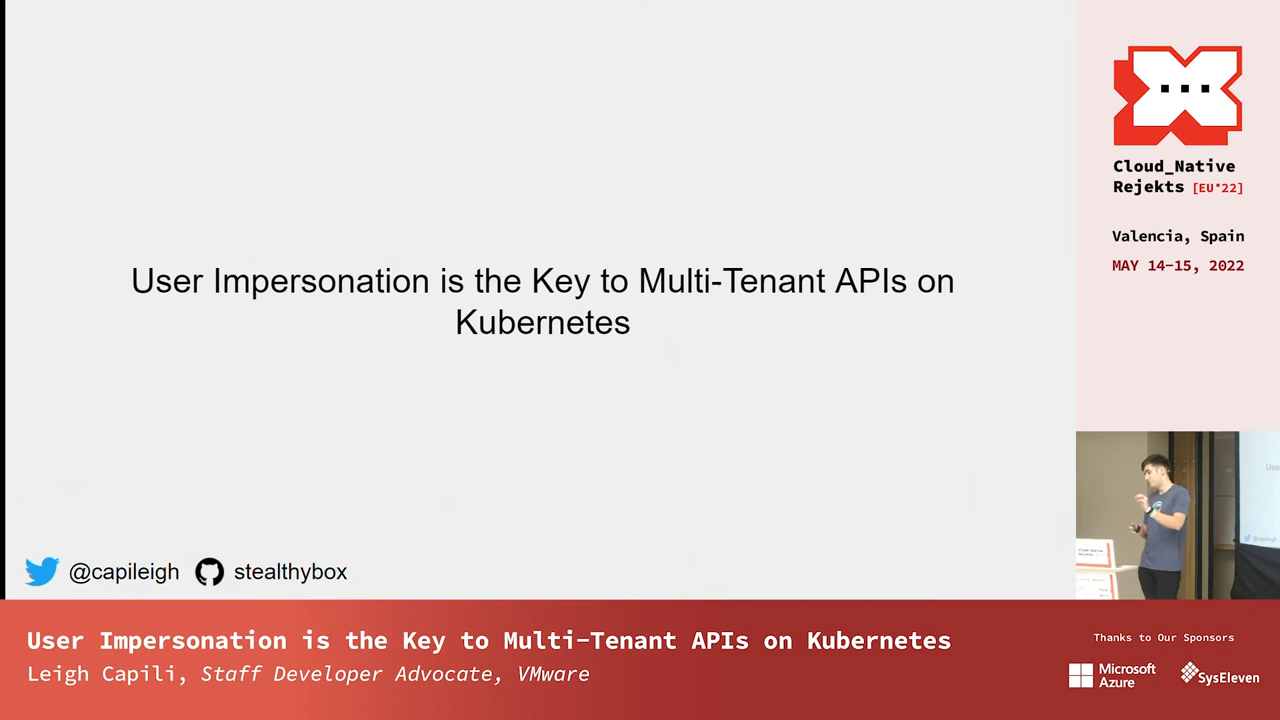 User Impersonation is the Key to Multi-Tenant APIs on
Kubernetes
@capileigh stealthybox
Cloud_Native
Rejekts [EU*22]
Valencia, Spain
MAY 14-15, 2022
User Impersonation is the Key to Multi-Tenant APIs on Kubernetes
Leigh Capili, Staff Developer Advocate, VMware
Thanks to Our Sponsors
Microsoft
Azure
SysEleven